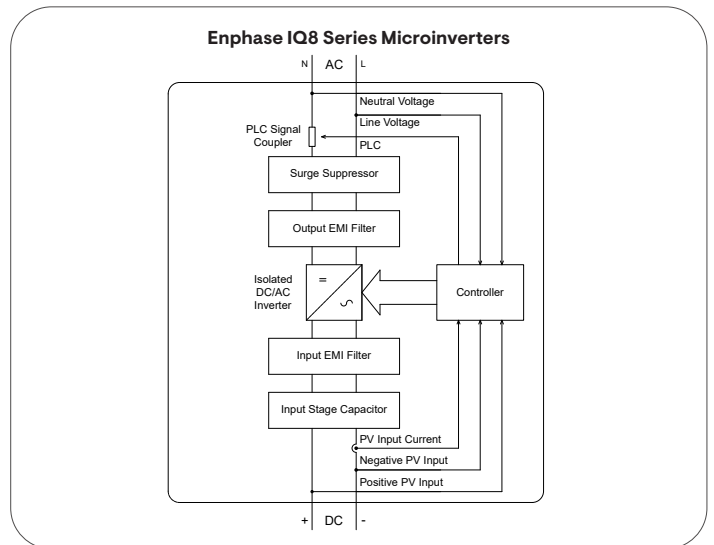 Enphase IQ8 Series Microinverters
N AC L
Neutral Voltage
Line Voltage
PLC Signal
Coupler
PLC
Surge Suppressor
Output EMI Filter
Isolated
DC/AC
Inverter
=
∿
Controller
Input EMI Filter
Input Stage Capacitor
PV Input Current
Negative PV Input
Positive PV Input
+ DC -